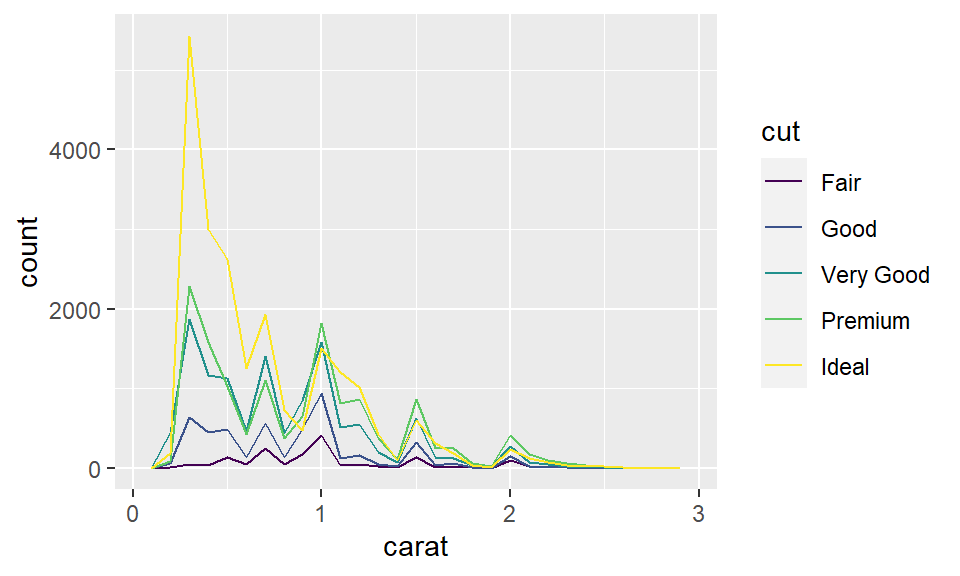 4000
2000
0
count
0
1
2
3
carat
cut
Fair
Good
Very Good
Premium
Ideal